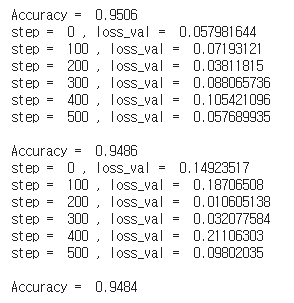 Accuracy =  0.9506
step =  0 , loss_val =  0.057981644
step =  100 , loss_val =  0.07193121
step =  200 , loss_val =  0.03811815
step =  300 , loss_val =  0.088065736
step =  400 , loss_val =  0.105421096
step =  500 , loss_val =  0.057689935
Accuracy =  0.9486
step =  0 , loss_val =  0.14923517
step =  100 , loss_val =  0.18706508
step =  200 , loss_val =  0.010605138
step =  300 , loss_val =  0.032077584
step =  400 , loss_val =  0.21106303
step =  500 , loss_val =  0.09802035
Accuracy =  0.9484